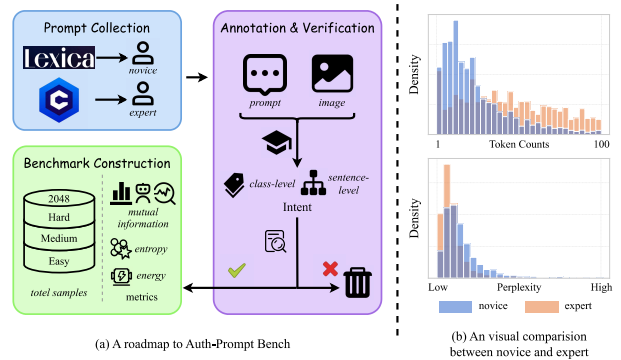 Prompt Collection
Lexica
novice
C
expert
Annotation & Verification
prompt
image
class-level
sentence-
level
Intent
Benchmark Construction
2048
Hard
Medium
Easy
totel samples
mutual
information
entropy
energy
metrics
(a) A roadmap to Auth-Prompt Bench
Density
1
Token Counts
100
Density
Low
Perplexity
High
novice
expert
(b) An visual comparision
between novice and expert